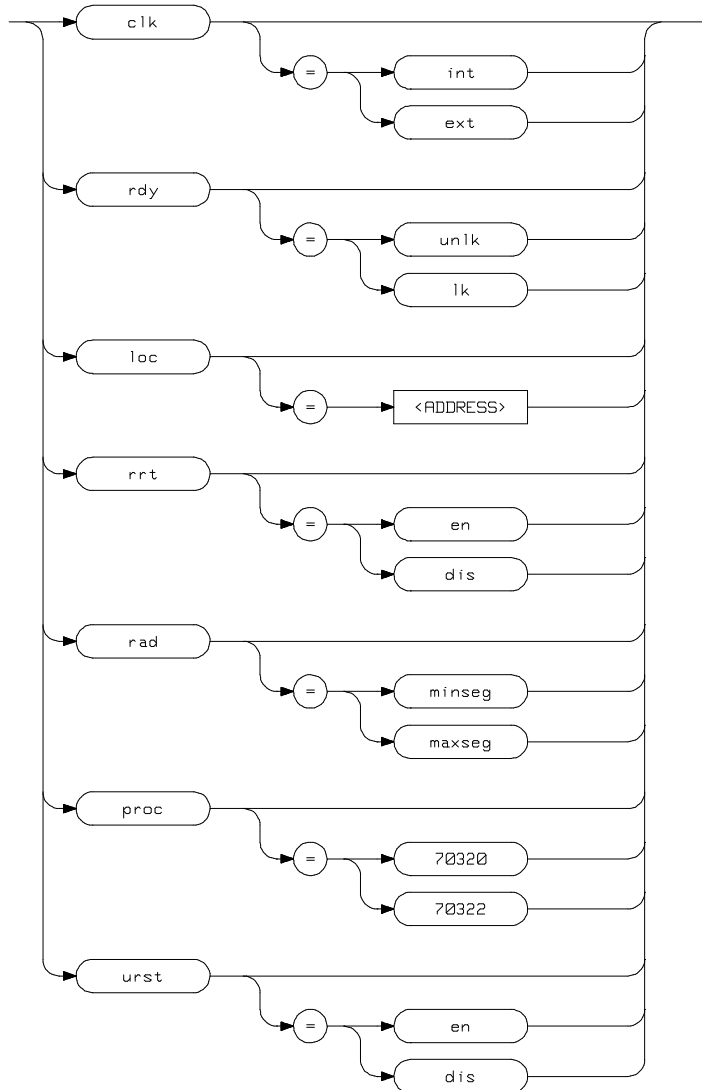 clk
= int
ext
rdy
= unlk
lk
loc
= <ADDRESS>
rrt
= en
dis
rad
= minseg
maxseg
proc
= 70320
70322
urst
= en
dis